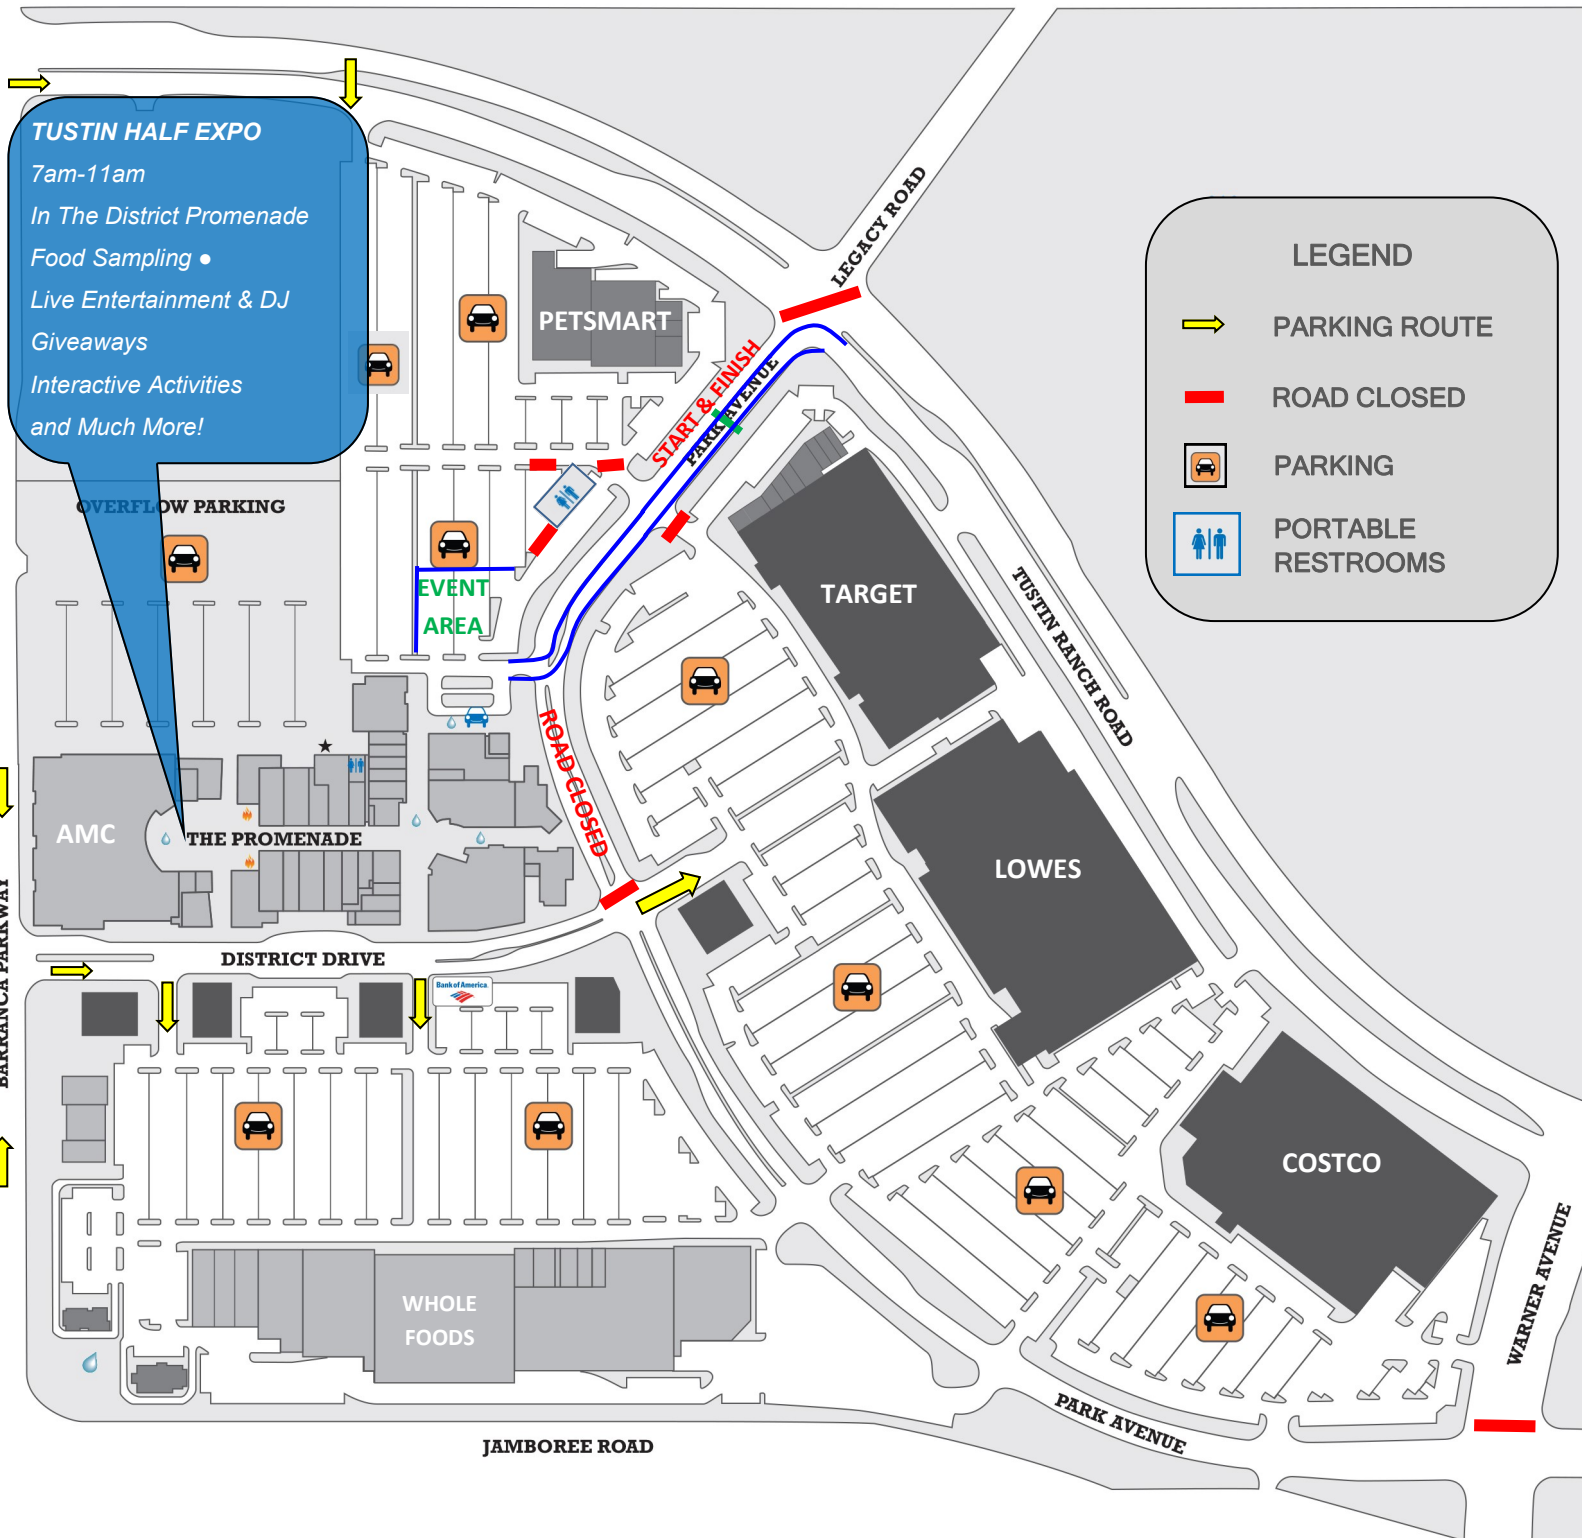 TUSTIN HALF EXPO
7am-11am
In The District Promenade
Food Sampling ●
Live Entertainment & DJ
Giveaways
Interactive Activities
and Much More!
LEGACY ROAD
LEGEND
PARKING ROUTE
ROAD CLOSED
PARKING
PORTABLE
RESTROOMS
PETSMART
START & FINISH
PARK AVENUE
OVERFLOW PARKING
EVENT
AREA
TARGET
TUSTIN RANCH ROAD
ROAD CLOSED
AMC
THE PROMENADE
LOWES
BARRANCA PARKWAY
DISTRICT DRIVE
Bank of America
COSTCO
WHOLE
FOODS
WARNER AVENUE
PARK AVENUE
JAMBOREE ROAD